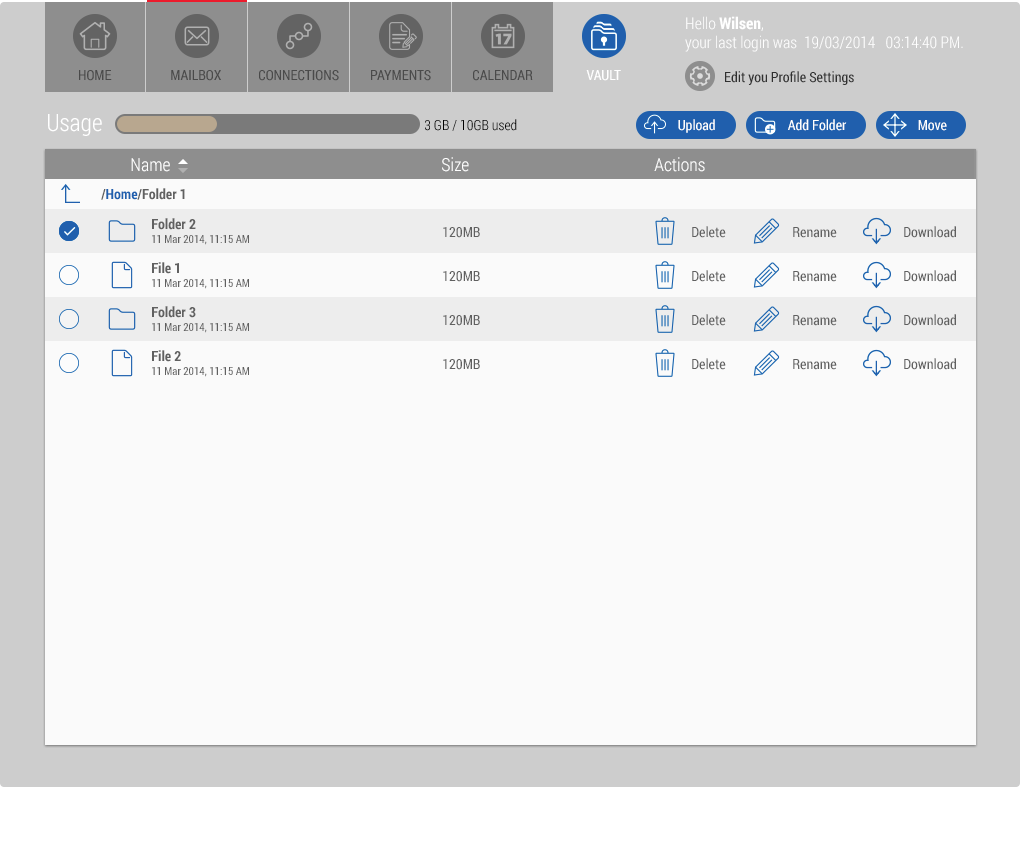 HOME
MAILBOX
CONNECTIONS
PAYMENTS
17
CALENDAR
VAULT
Hello Wilsen,
your last login was 19/03/2014 03:14:40 PM.
Edit you Profile Settings
Usage
3 GB / 10GB used
Upload
Add Folder
Move
Name Size Actions
/Home/Folder 1
Folder 2
11 Mar 2014, 11:15 AM
120MB
Delete Rename Download
File 1
11 Mar 2014, 11:15 AM
120MB
Delete Rename Download
Folder 3
11 Mar 2014, 11:15 AM
120MB
Delete Rename Download
File 2
11 Mar 2014, 11:15 AM
120MB
Delete Rename Download